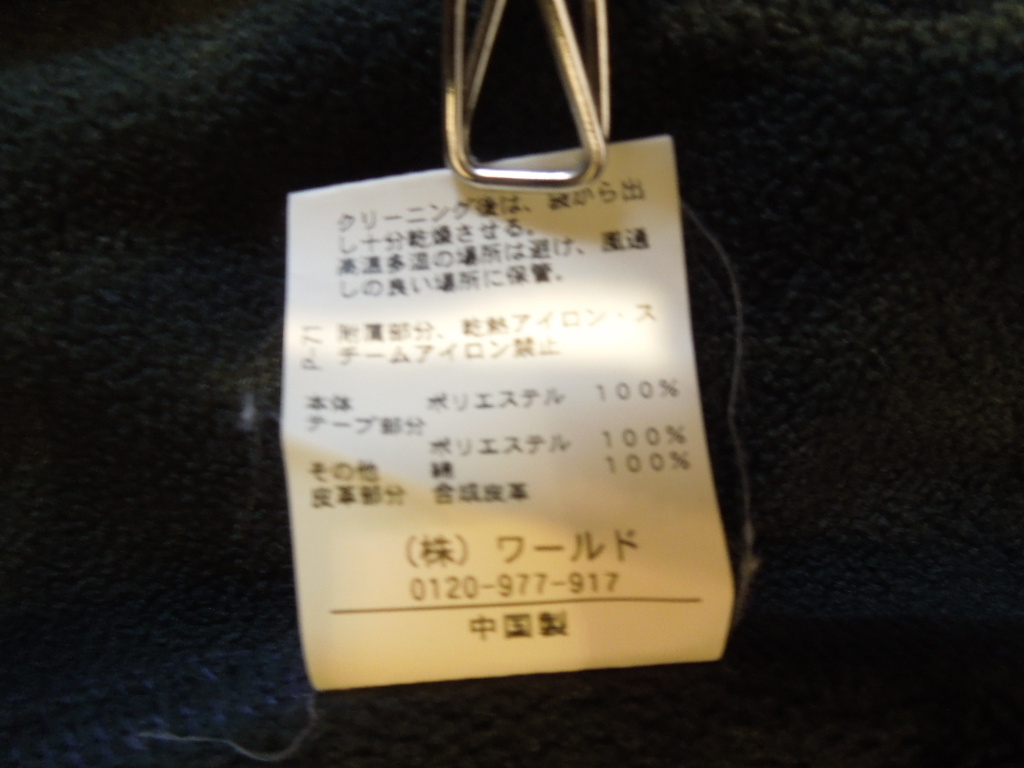 クリーニング後は、袋から出
し十分乾燥させる。
高温多湿の場所は避け、風通
しの良い場所に保管。
P-71 附属部分、乾熱アイロン・ス
チームアイロン禁止
本体 ポリエステル 100%
テープ部分
ポリエステル 100%
その他 綿 100%
皮革部分 合成皮革
(株) ワールド
0120-977-917
中国製